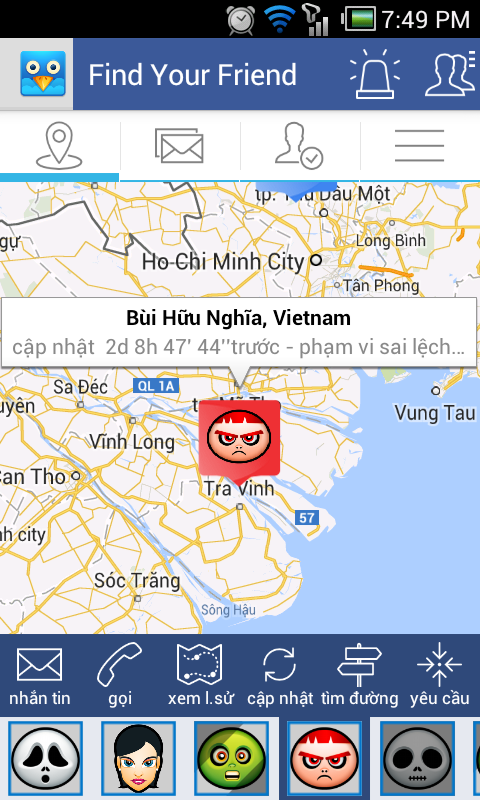 7:49 PM
Find Your Friend
tp. Thu Dau Một
Long Bình
Ho Chi Minh City
Tân Phong
Bùi Hữu Nghĩa, Vietnam
cập nhật 2d 8h 47' 44''trước - phạm vi sai lệch...
Sa Đéc
QL 1A
Vung Tau
Vĩnh Long
Can Tho
Tra Vinh
57
h city
Sóc Trăng
Sông Hậu
nhắn tin
gọi
xem l.sử
cập nhật
tìm đường
yêu cầu